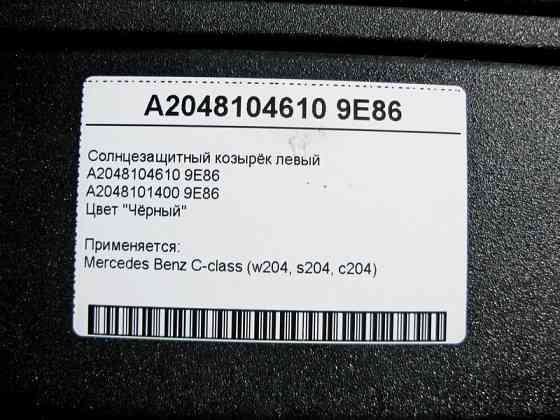 A2048104610 9E86
Солнцезащитный козырёк левый
A2048104610 9E86
A2048101400 9E86
Цвет "Чёрный"
Применяется:
Mercedes Benz C-class (w204, s204, c204)